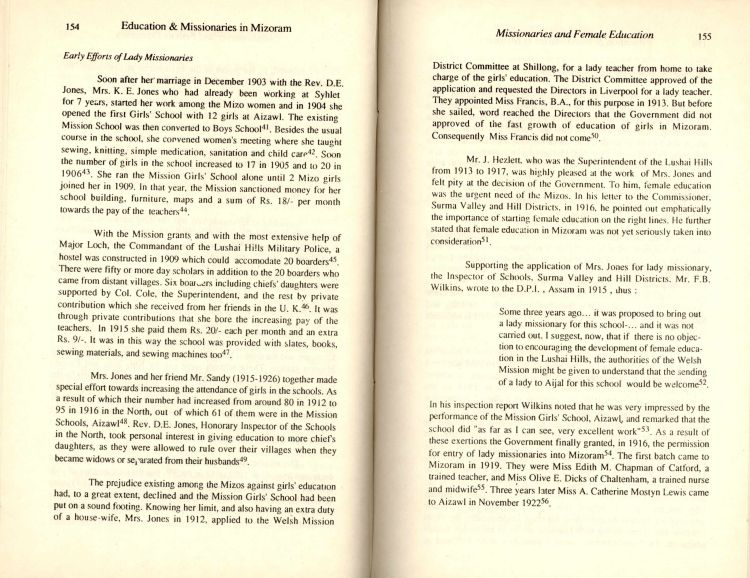 154 Education & Missionaries in Mizoram
Early Efforts of Lady Missionaries
Soon after her marriage in December 1903 with the Rev. D.E.
Jones, Mrs. K. E. Jones who had already been working at Syhlet
for 7 years, started her work among the Mizo women and in 1904 she
opened the first Girls' School with 12 girls at Aizawl. The existing
Mission School was then converted to Boys School41. Besides the usual
course in the school, she convened women's meeting where she taught
sewing, knitting, simple medication, sanitation and child care42. Soon
the number of girls in the school increased to 17 in 1905 and to 20 in
190643. She ran the Mission Girls' School alone until 2 Mizo girls
joined her in 1909. In that year, the Mission sanctioned money for her
school building, furniture, maps and a sum of Rs. 18/- per month
towards the pay of the teachers44.
With the Mission grants and with the most extensive help of
Major Loch, the Commandant of the Lushai Hills Military Police, a
hostel was constructed in 1909 which could accomodate 20 boarders45.
There were fifty or more day scholars in addition to the 20 boarders who
came from distant villages. Six boarders including chiefs' daughters were
supported by Col. Cole, the Superintendent, and the rest by private
contribution which she received from her friends in the U. K.46. It was
through private contributions that she bore the increasing pay of the
teachers. In 1915 she paid them Rs. 20/- each per month and an extra
Rs. 9/-. It was in this way the school was provided with slates, books,
sewing materials, and sewing machines too47.
Mrs. Jones and her friend Mr. Sandy (1915-1926) together made
special effort towards increasing the attendance of girls in the schools. As
a result of which their number had increased from around 80 in 1912 to
95 in 1916 in the North, out of which 61 of them were in the Mission
Schools, Aizawl48. Rev. D.E. Jones, Honorary Inspector of the Schools
in the North, took personal interest in giving education to more chiefs
daughters, as they were allowed to rule over their villages when they
became widows or separated from their husbands49.
The prejudice existing among the Mizos against girls' education
had, to a great extent, declined and the Mission Girls' School had been
put on a sound footing. Knowing her limit, and also having an extra duty
of a house-wife, Mrs. Jones in 1912, applied to the Welsh Mission
Missionaries and Female Education 155
District Committee at Shillong, for a lady teacher from home to take
charge of the girls' education. The District Committee approved of the
application and requested the Directors in Liverpool for a lady teacher.
They appointed Miss Francis, B.A., for this purpose in 1913. But before
she sailed, word reached the Directors that the Government did not
approved of the fast growth of education of girls in Mizoram.
Consequently Miss Francis did not come50.
Mr. J. Hezlett, who was the Superintendent of the Lushai Hills
from 1913 to 1917, was highly pleased at the work of Mrs. Jones and
felt pity at the decision of the Government. To him, female education
was the urgent need of the Mizos. In his letter to the Commissioner,
Surma Valley and Hill Districts, in 1916, he pointed out emphatically
the importance of starting female education on the right lines. He further
stated that female education in Mizoram was not yet seriously taken into
consideration51.
Supporting the application of Mrs. Jones for lady missionary,
the Inspector of Schools, Surma Valley and Hill Districts, Mr. F.B.
Wilkins, wrote to the D.P.I. , Assam in 1915 , thus :
Some three years ago... it was proposed to bring out
a lady missionary for this school-... and it was not
carried out. I suggest, now, that if there is no objec-
tion to encouraging the development of female educa-
tion in the Lushai Hills, the authorities of the Welsh
Mission might be given to understand that the sending
of a lady to Aijal for this school would be welcome52.
In his inspection report Wilkins noted that he was very impressed by the
performance of the Mission Girls' School, Aizawl, and remarked that the
school did "as far as I can see, very excellent work"53. As a result of
these exertions the Government finally granted, in 1916, the permission
for entry of lady missionaries into Mizoram54. The first batch came to
Mizoram in 1919. They were Miss Edith M. Chapman of Catford, a
trained teacher, and Miss Olive E. Dicks of Chaltenham, a trained nurse
and midwife55. Three years later Miss A. Catherine Mostyn Lewis came
to Aizawl in November 192256.